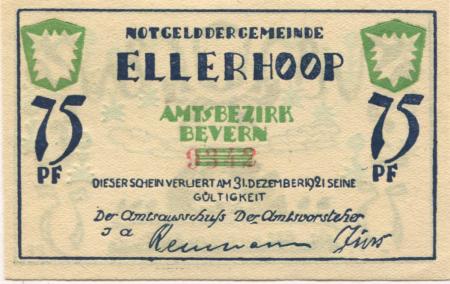 NOTGELD DER GEMEINDE
ELLERHOOP
75 PF
75 PF
AMTSBEZIRK
BEVERN
9342
DIESER SCHEIN VERLIERT AM 31. DEZEMBER 1921 SEINE
GÜLTIGKEIT
Der Amtsausschuß Der Amtsvorsteher
J A